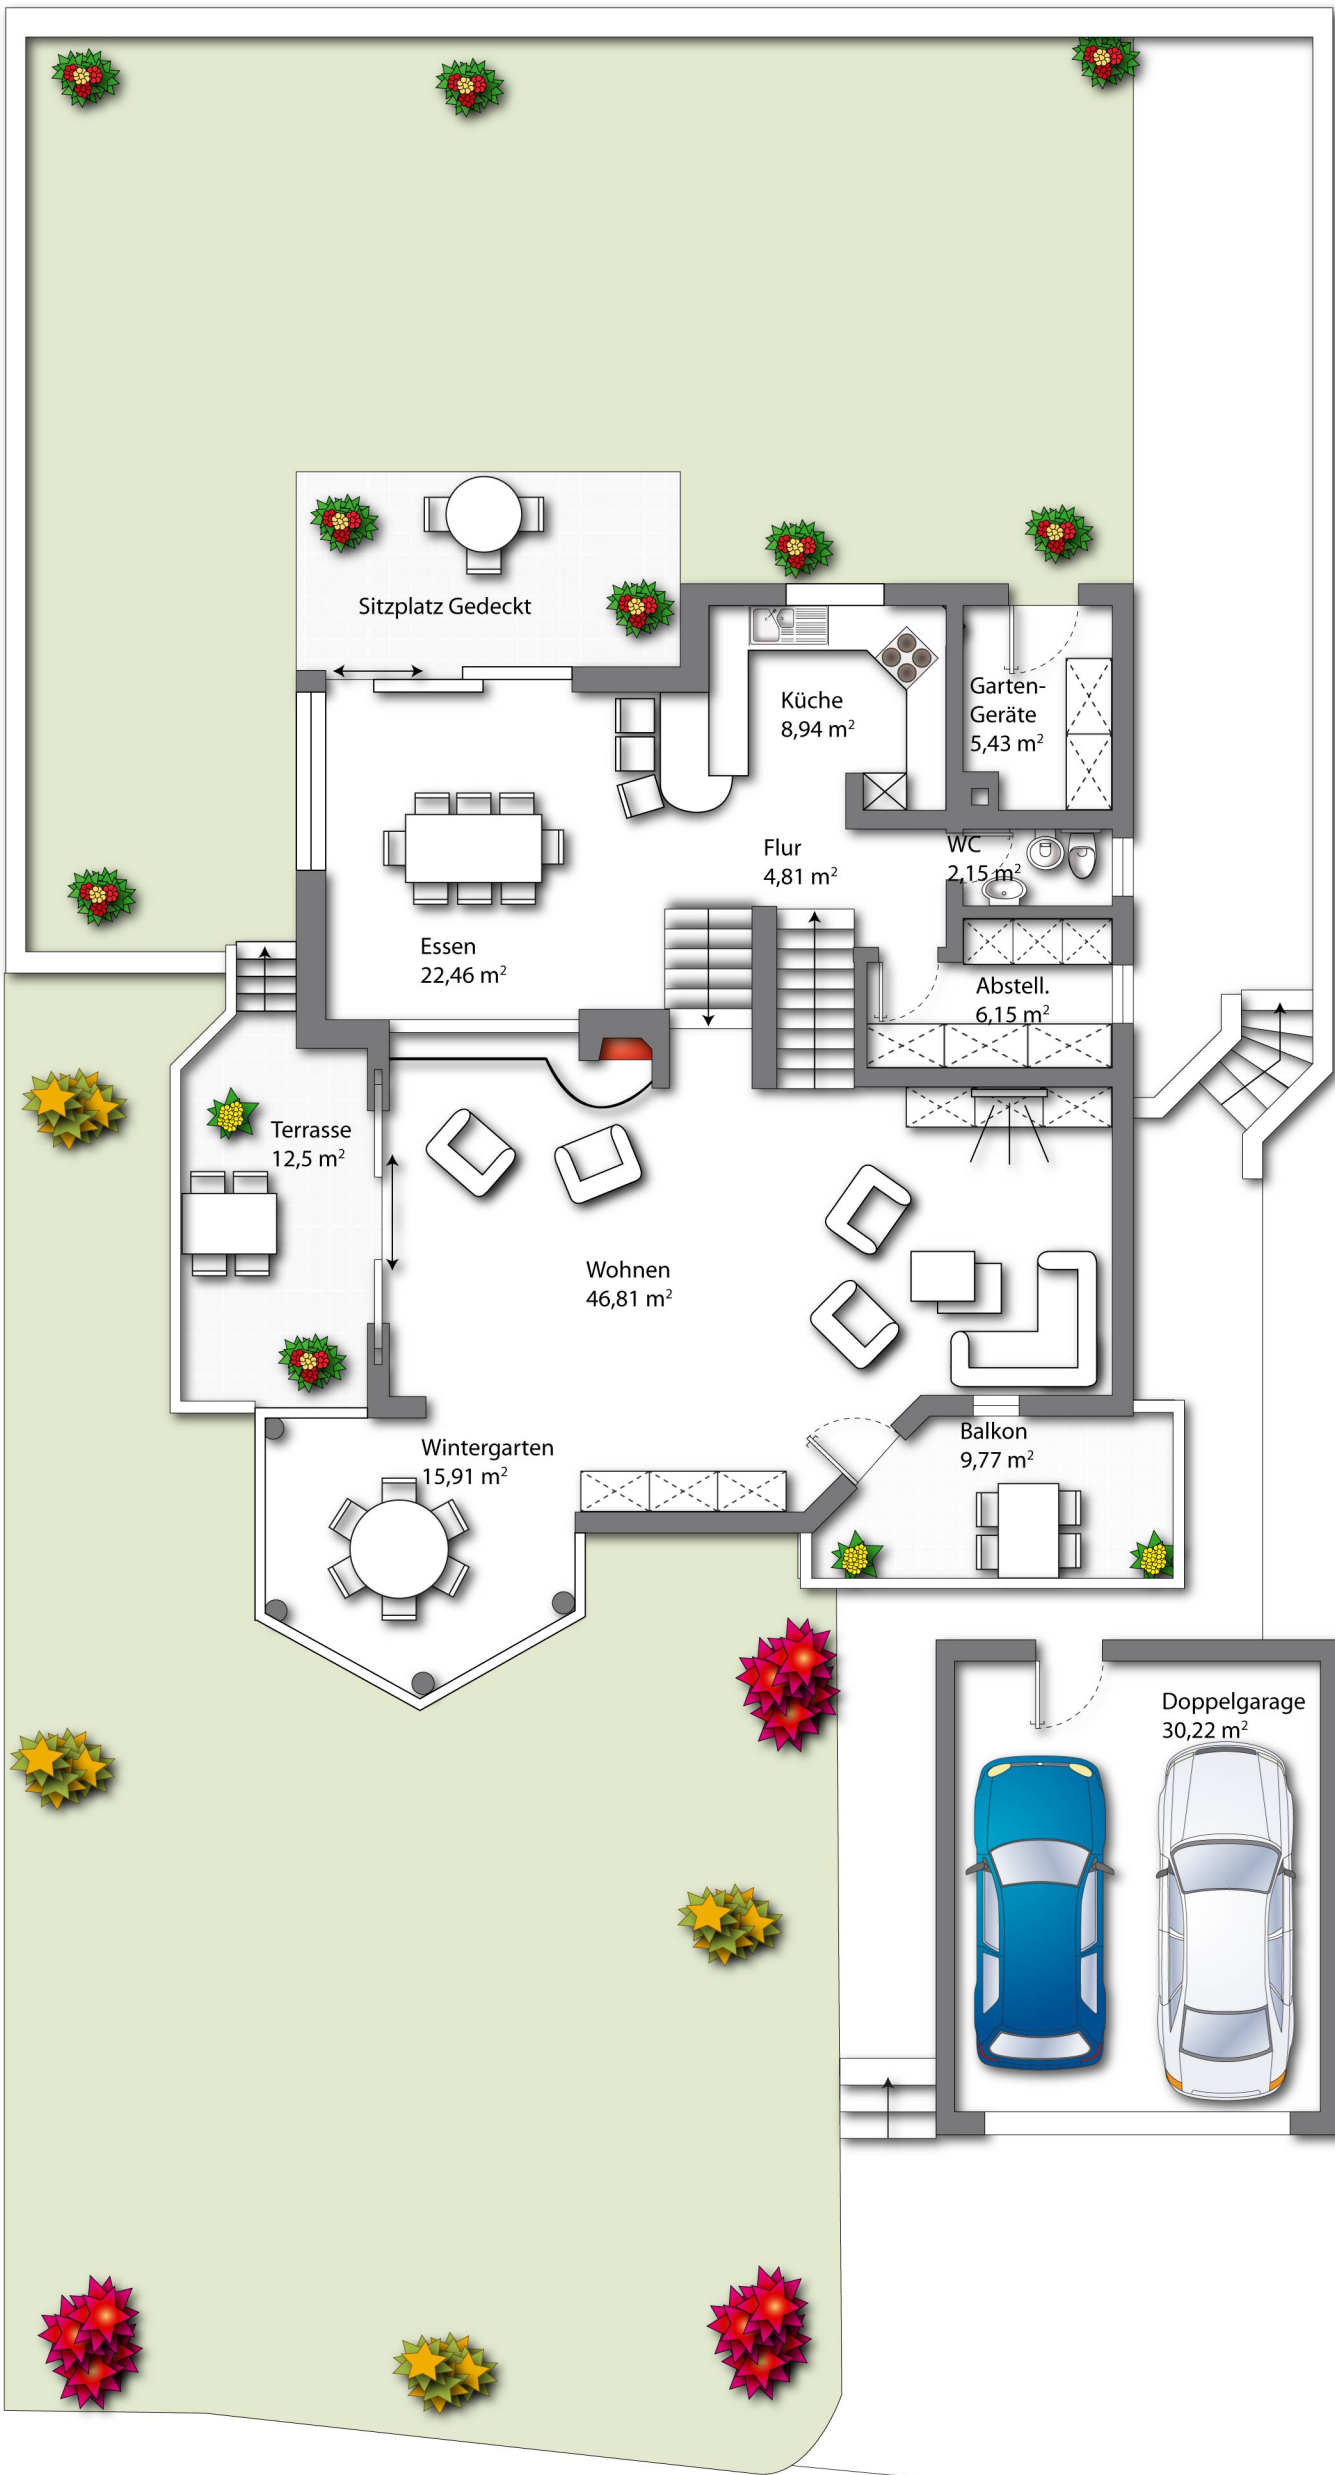 Sitzplatz Gedeckt
Küche
8,94 m²
Garten-
Geräte
5,43 m²
Flur
4,81 m²
WC
2,15 m²
Essen
22,46 m²
Abstell.
6,15 m²
Terrasse
12,5 m²
Wohnen
46,81 m²
Wintergarten
15,91 m²
Balkon
9,77 m²
Doppelgarage
30,22 m²